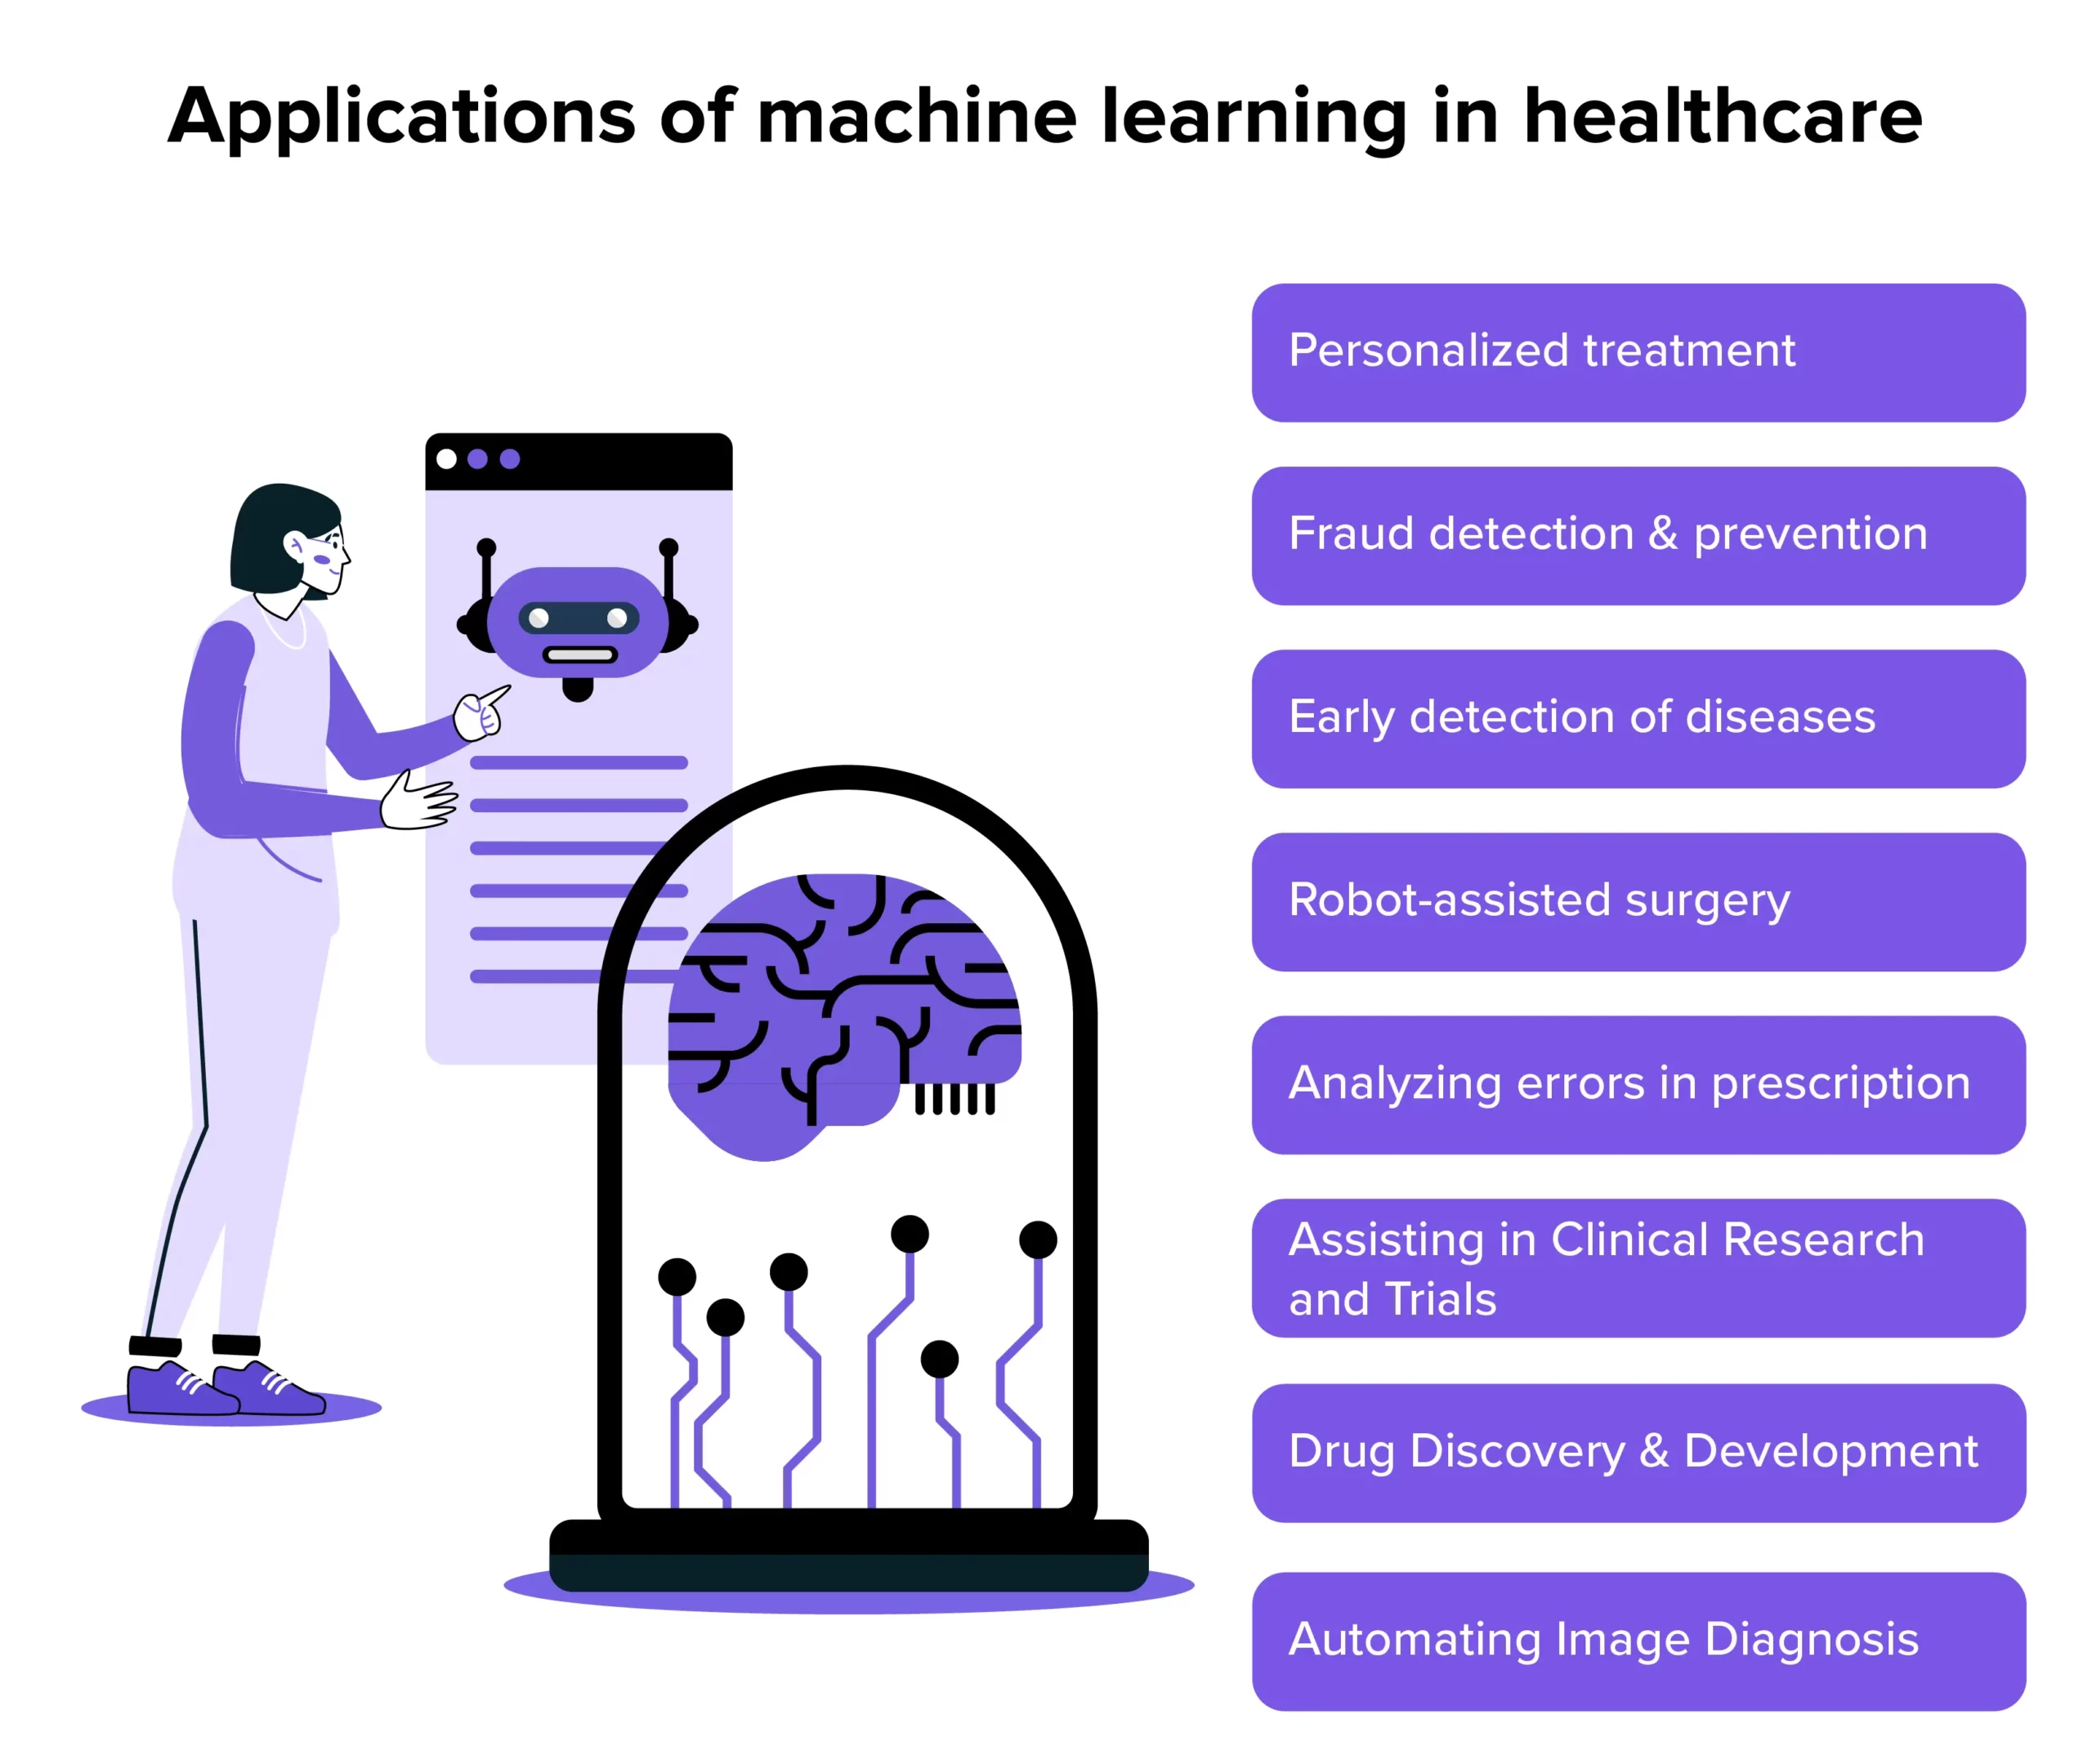 Applications of machine learning in healthcare
Personalized treatment
Fraud detection & prevention
Early detection of diseases
Robot-assisted surgery
Analyzing errors in prescription
Assisting in Clinical Research
and Trials
Drug Discovery & Development
Automating Image Diagnosis